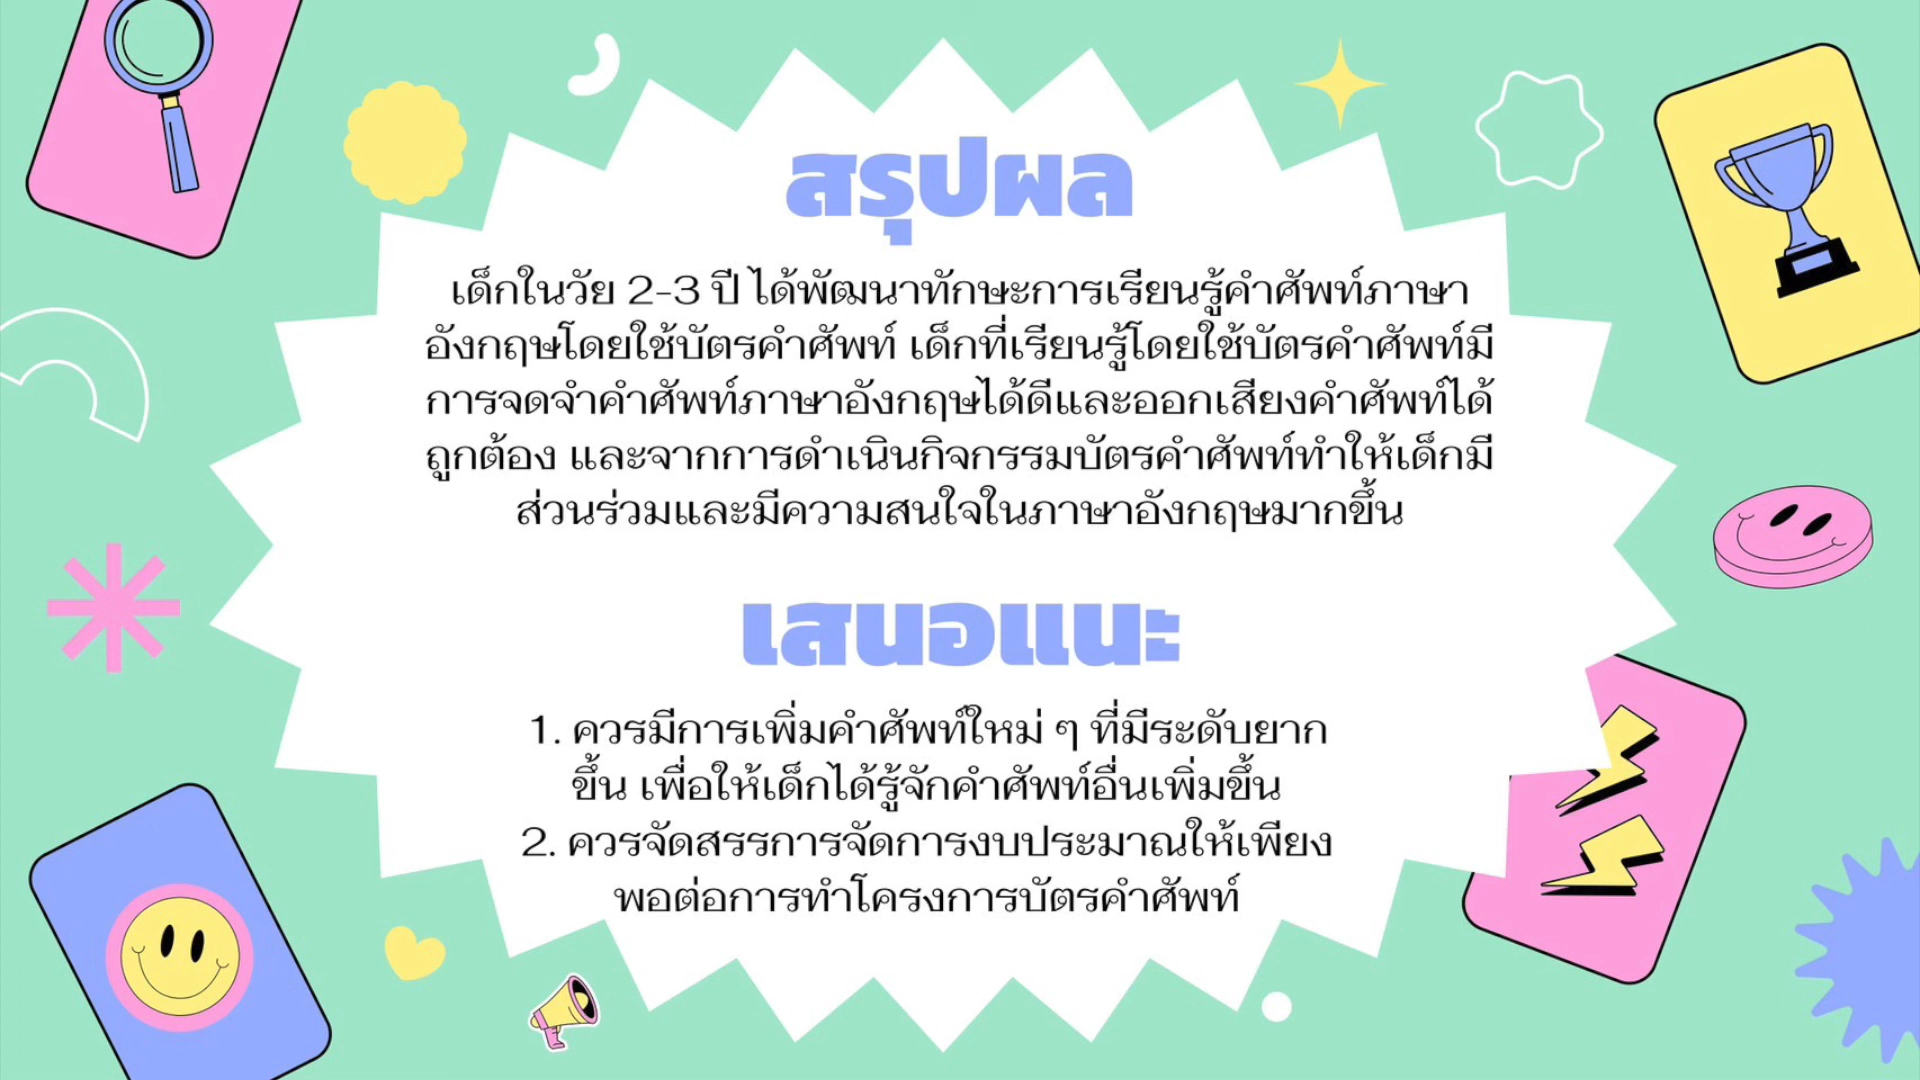 สรุปผล
เด็กในวัย 2-3 ปี ได้พัฒนาทักษะการเรียนรู้คำศัพท์ภาษา
อังกฤษโดยใช้บัตรคำศัพท์ เด็กที่เรียนรู้โดยใช้บัตรคำศัพท์มี
การจดจำคำศัพท์ภาษาอังกฤษได้ดีและออกเสียงคำศัพท์ได้
ถูกต้อง และจากการดำเนินกิจกรรมบัตรคำศัพท์ทำให้เด็กมี
ส่วนร่วมและมีความสนใจในภาษาอังกฤษมากขึ้น
เสนอแนะ
1. ควรมีการเพิ่มคำศัพท์ใหม่ ๆ ที่มีระดับยาก
ขึ้น เพื่อให้เด็กได้รู้จักคำศัพท์อื่นเพิ่มขึ้น
2. ควรจัดสรรการจัดการงบประมาณให้เพียง
พอต่อการทำโครงการบัตรคำศัพท์